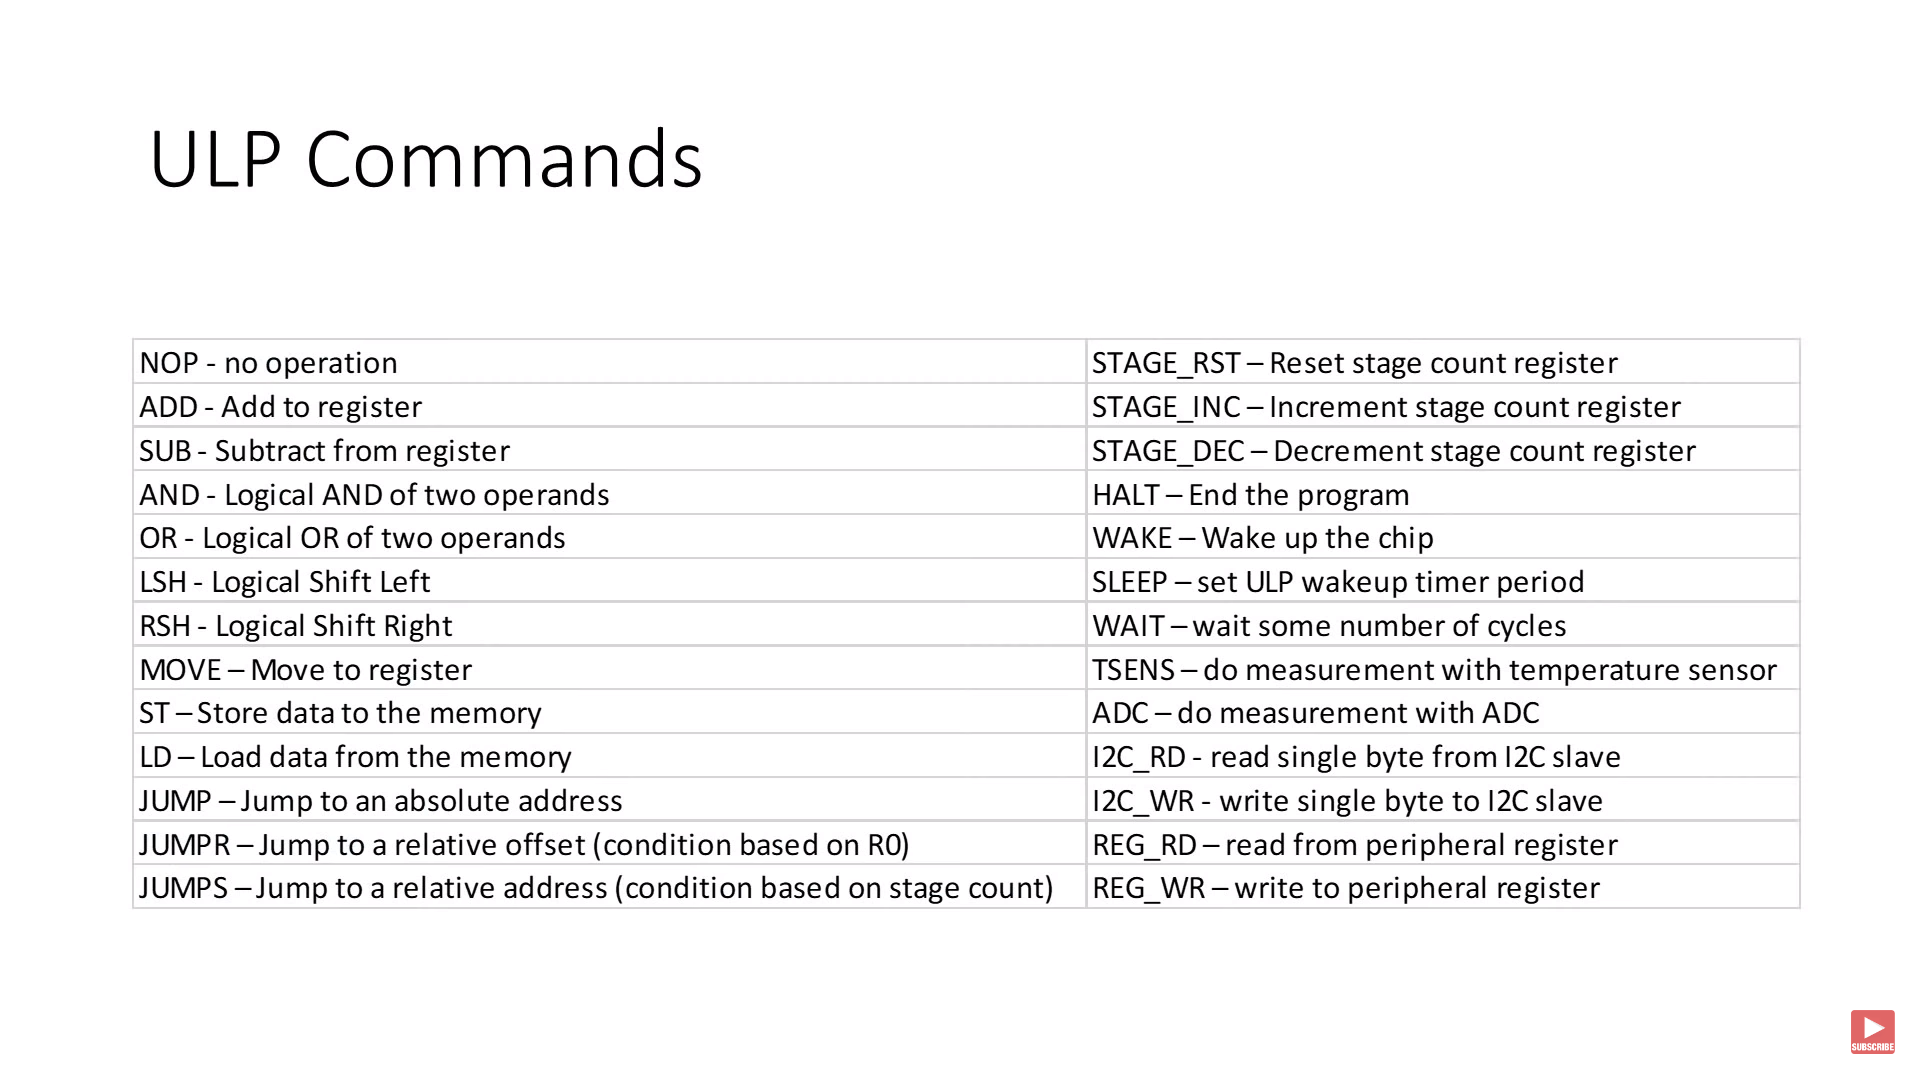 ULP Commands
NOP - no operation
ADD - Add to register
SUB - Subtract from register
AND - Logical AND of two operands
OR - Logical OR of two operands
LSH - Logical Shift Left
RSH - Logical Shift Right
MOVE – Move to register
ST – Store data to the memory
LD – Load data from the memory
JUMP – Jump to an absolute address
JUMPR – Jump to a relative offset (condition based on R0)
JUMPS – Jump to a relative address (condition based on stage count)
STAGE_RST – Reset stage count register
STAGE_INC – Increment stage count register
STAGE_DEC – Decrement stage count register
HALT – End the program
WAKE – Wake up the chip
SLEEP – set ULP wakeup timer period
WAIT – wait some number of cycles
TSENS – do measurement with temperature sensor
ADC – do measurement with ADC
I2C_RD - read single byte from I2C slave
I2C_WR - write single byte to I2C slave
REG_RD – read from peripheral register
REG_WR – write to peripheral register
SUBSCRIBE